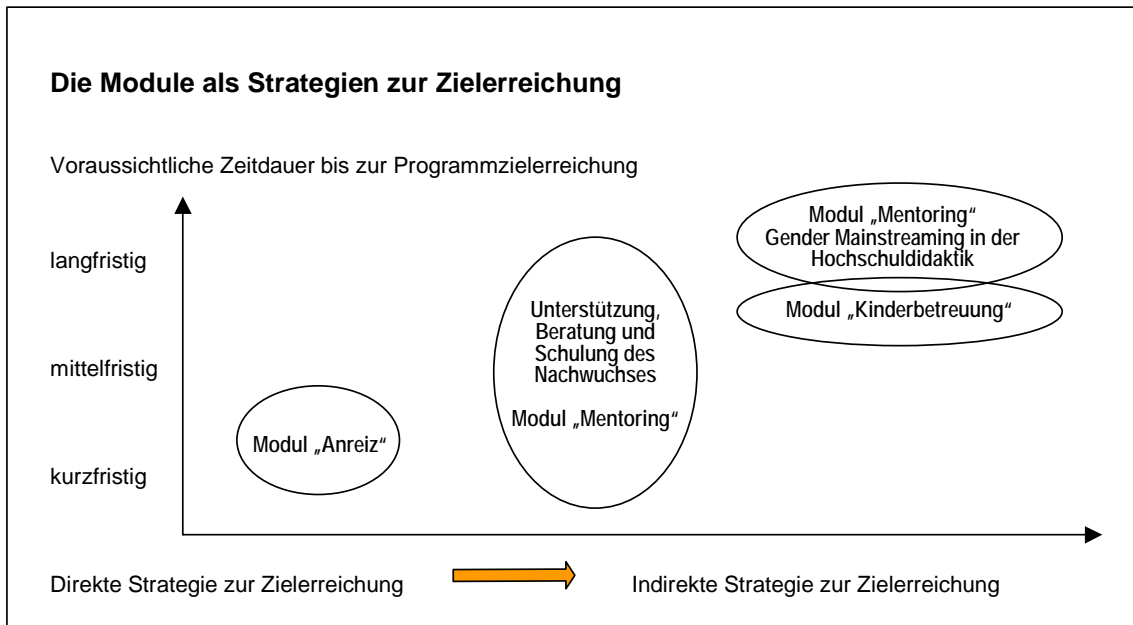 Die Module als Strategien zur Zielerreichung
Voraussichtliche Zeitdauer bis zur Programmzielerreichung
langfristig
mittelfristig
kurzfristig
Modul „Anreiz“
Unterstützung,
Beratung und
Schulung des
Nachwuchses
Modul „Mentoring“
Modul „Mentoring“
Gender Mainstreaming in der
Hochschuldidaktik
Modul „Kinderbetreuung“
Direkte Strategie zur Zielerreichung
Indirekte Strategie zur Zielerreichung